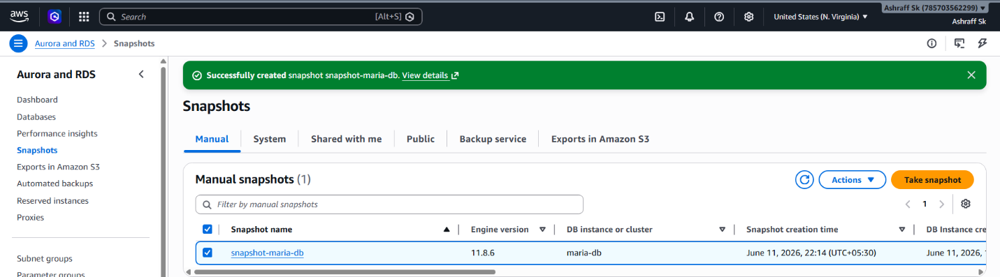 aws
Search [Alt+S]
United States (N. Virginia) ▼
Ashraff Sk (785703562299) ▼
Ashraff Sk
Aurora and RDS > Snapshots
Aurora and RDS
Dashboard
Databases
Performance insights
Snapshots
Exports in Amazon S3
Automated backups
Reserved instances
Proxies
Subnet groups
Parameter groups
Successfully created snapshot snapshot-maria-db. View details
Snapshots
Manual System Shared with me Public Backup service Exports in Amazon S3
Manual snapshots (1)
Actions ▼ Take snapshot
Filter by manual snapshots
1
Snapshot name Engine version DB instance or cluster Snapshot creation time DB Instance cre
snapshot-maria-db 11.8.6 maria-db June 11, 2026, 22:14 (UTC+05:30) June 11, 2026,